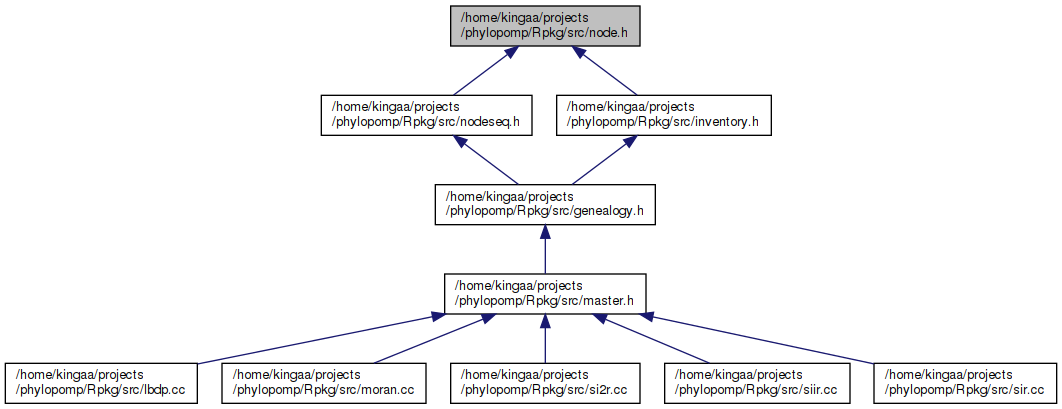 /home/kingaa/projects
/phylopomp/Rpkg/src/node.h
/home/kingaa/projects
/phylopomp/Rpkg/src/nodeseq.h
/home/kingaa/projects
/phylopomp/Rpkg/src/inventory.h
/home/kingaa/projects
/phylopomp/Rpkg/src/genealogy.h
/home/kingaa/projects
/phylopomp/Rpkg/src/master.h
/home/kingaa/projects
/phylopomp/Rpkg/src/lbdp.cc
/home/kingaa/projects
/phylopomp/Rpkg/src/moran.cc
/home/kingaa/projects
/phylopomp/Rpkg/src/si2r.cc
/home/kingaa/projects
/phylopomp/Rpkg/src/siir.cc
/home/kingaa/projects
/phylopomp/Rpkg/src/sir.cc